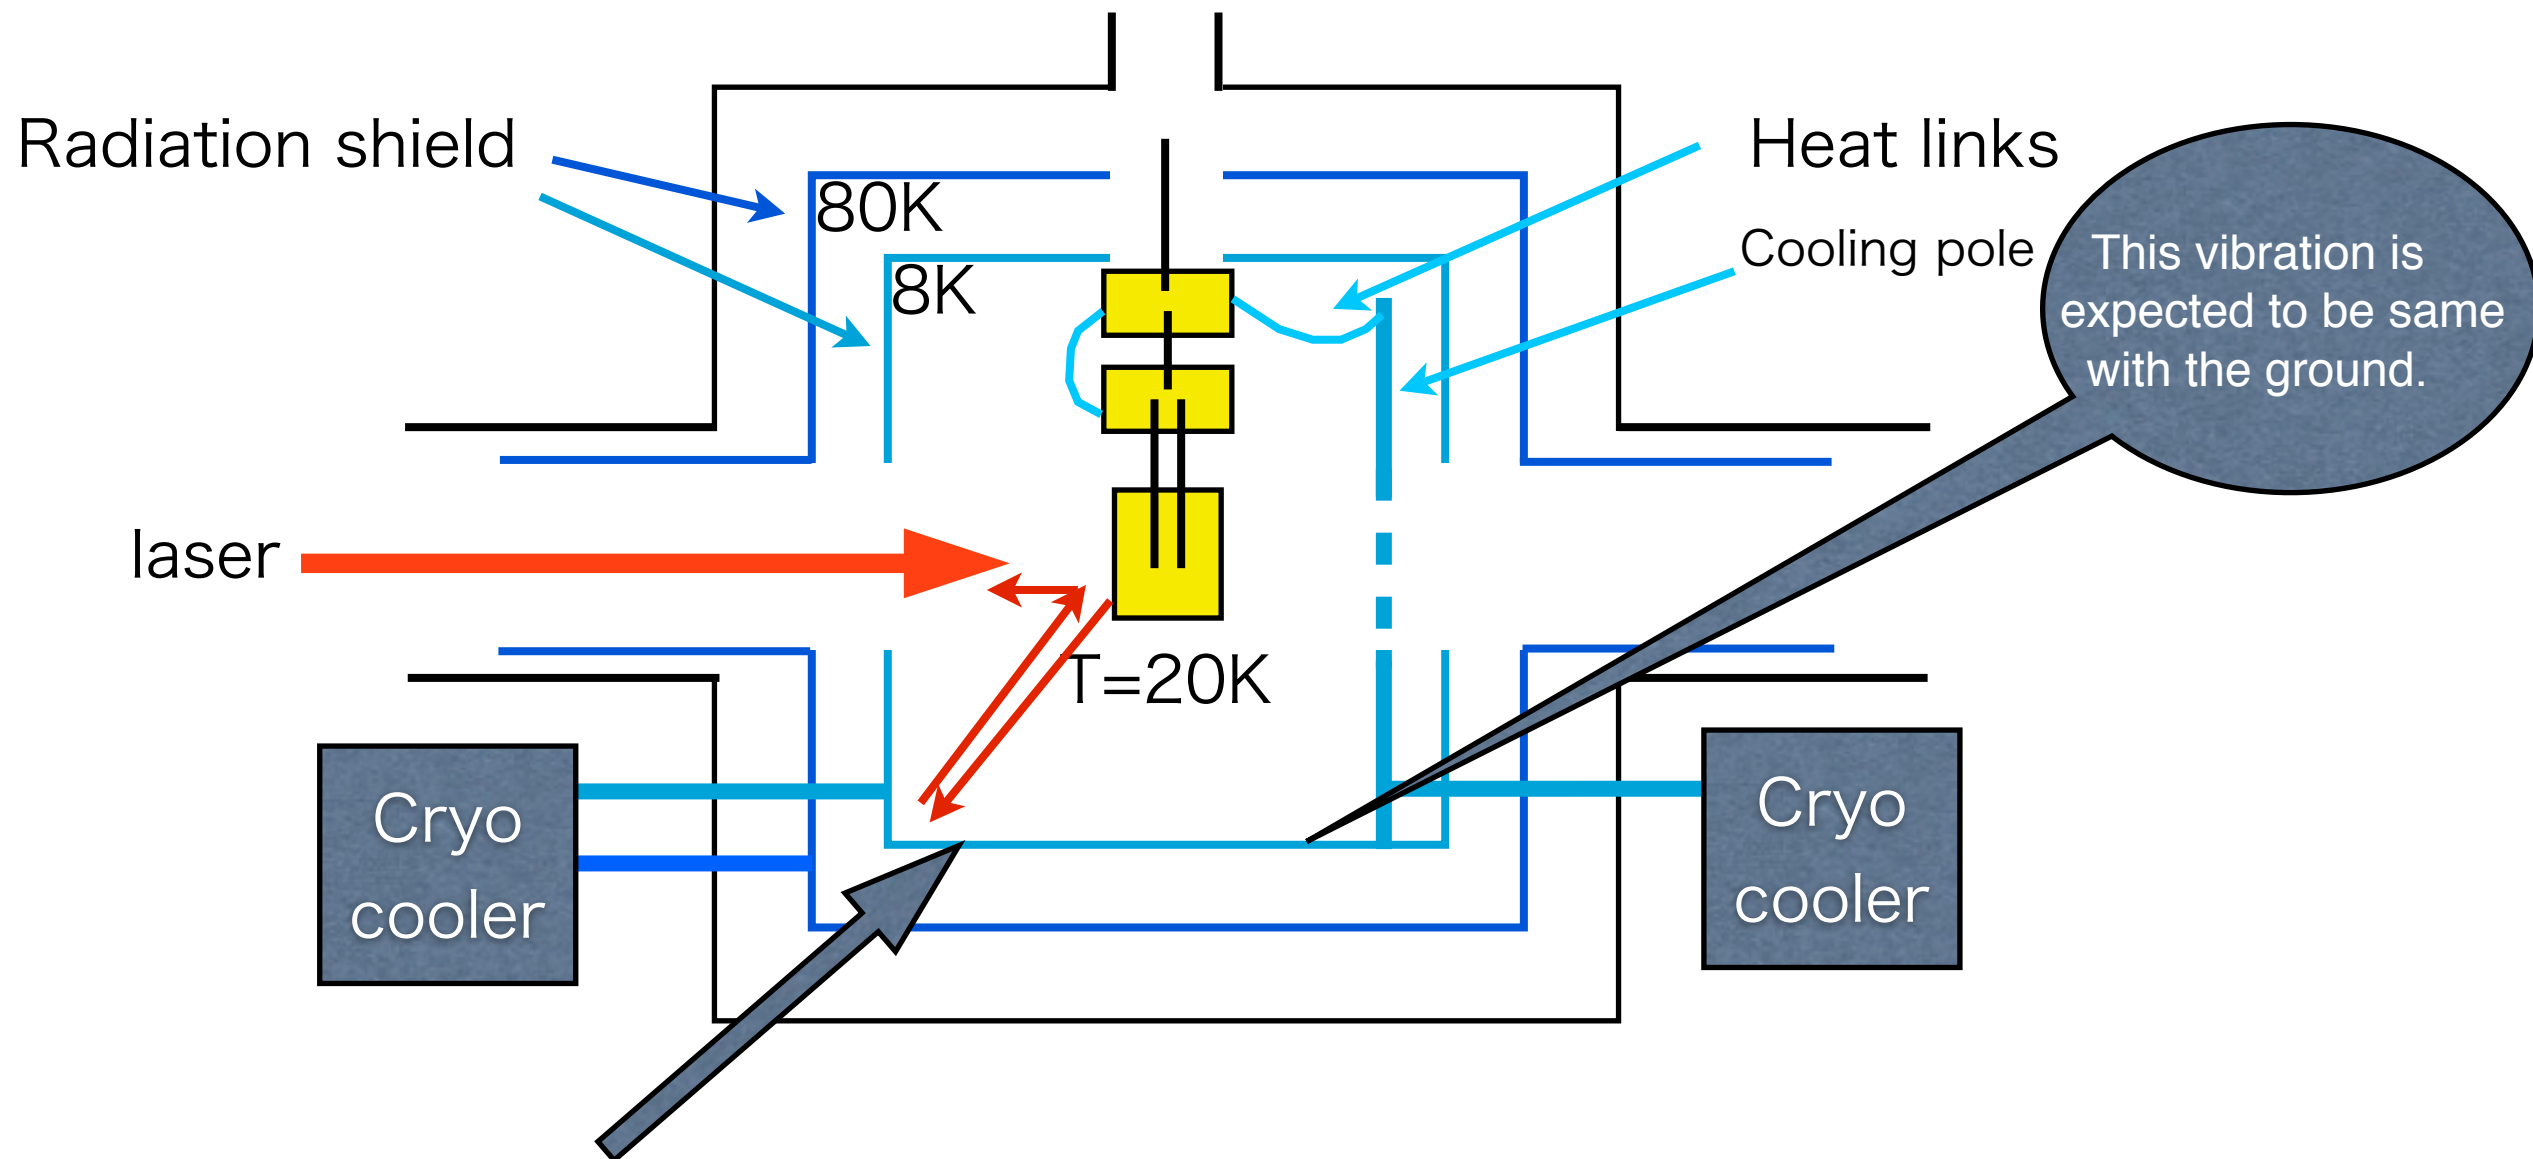 Radiation shield
80K
8K
Heat links
Cooling pole
This vibration is
expected to be same
with the ground.
laser
T=20K
Cryo
cooler
Cryo
cooler